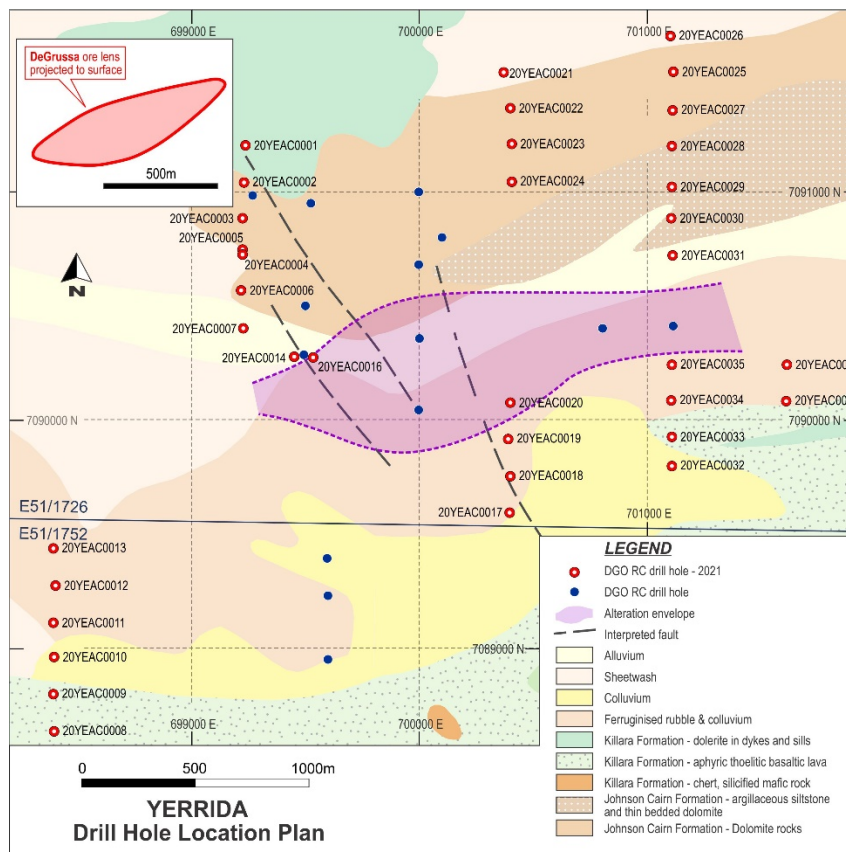 699000 E
700000 E
701000 E
DeGrussa ore lens
projected to surface
500m
20YEAC0026
20YEAC0021
20YEAC0025
20YEAC0022
20YEAC0027
20YEAC0001
20YEAC0023
20YEAC0028
20YEAC0002
20YEAC0024
20YEAC0029
7091000 N
20YEAC0003
20YEAC0030
20YEAC0005
20YEAC0004
20YEAC0031
N
20YEAC0006
20YEAC0007
20YEAC0014
20YEAC0016
20YEAC0035
20YEAC00
20YEAC0020
20YEAC0034
20YEAC00
7090000 N
7090000 N
20YEAC0019
20YEAC0033
20YEAC0018
20YEAC0032
E51/1726
20YEAC0017
701000 E
E51/1752
20YEAC0013
20YEAC0012
20YEAC0011
20YEAC0010
7089000 N
20YEAC0009
699000 E
700000 E
20YEAC0008
0
500
1000m
YERRIDA
Drill Hole Location Plan
LEGEND
DGO RC drill hole - 2021
DGO RC drill hole
Alteration envelope
Interpreted fault
Alluvium
Sheetwash
Colluvium
Ferruginised rubble & colluvium
Killara Formation - dolerite in dykes and sills
Killara Formation - aphyric thoelitic basaltic lava
Killara Formation - chert, silicified mafic rock
Johnson Cairn Formation - argillaceous siltstone
and thin bedded dolomite
Johnson Cairn Formation - Dolomite rocks